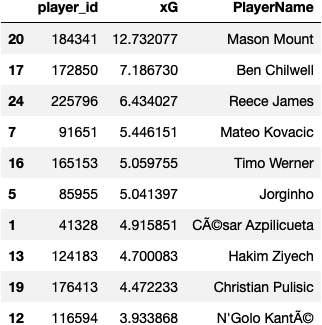 player_id xG PlayerName
20 184341 12.732077 Mason Mount
17 172850 7.186730 Ben Chilwell
24 225796 6.434027 Reece James
7 91651 5.446151 Mateo Kovacic
16 165153 5.059755 Timo Werner
5 85955 5.041397 Jorginho
1 41328 4.915851 CÃ©sar Azpilicueta
13 124183 4.700083 Hakim Ziyech
19 176413 4.472233 Christian Pulisic
12 116594 3.933868 N'Golo KantÃ©